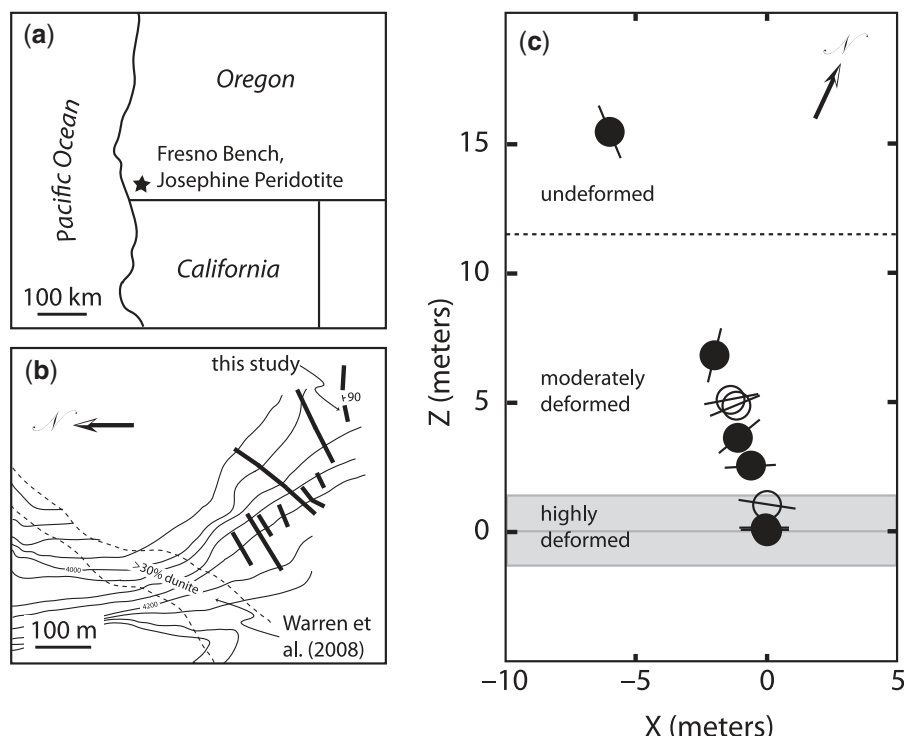 (a)
Oregon
Pacific Ocean
Fresno Bench,
Josephine Peridotite
California
100 km
(b)
this study
+90
N
4000
>30% dunite
4200
100 m
Warren et
al. (2008)
(c)
N
15
undeformed
10
Z (meters)
moderately
deformed
5
highly
deformed
0
−10
−5
0
5
X (meters)